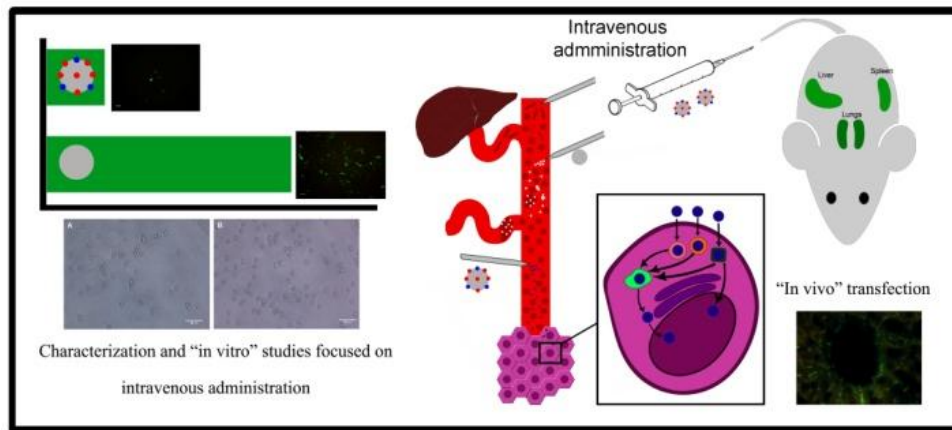 Intravenous
admministration
Liver
Spleen
Lungs
A
B
Characterization and “in vitro” studies focused on
intravenous administration
“In vivo” transfection